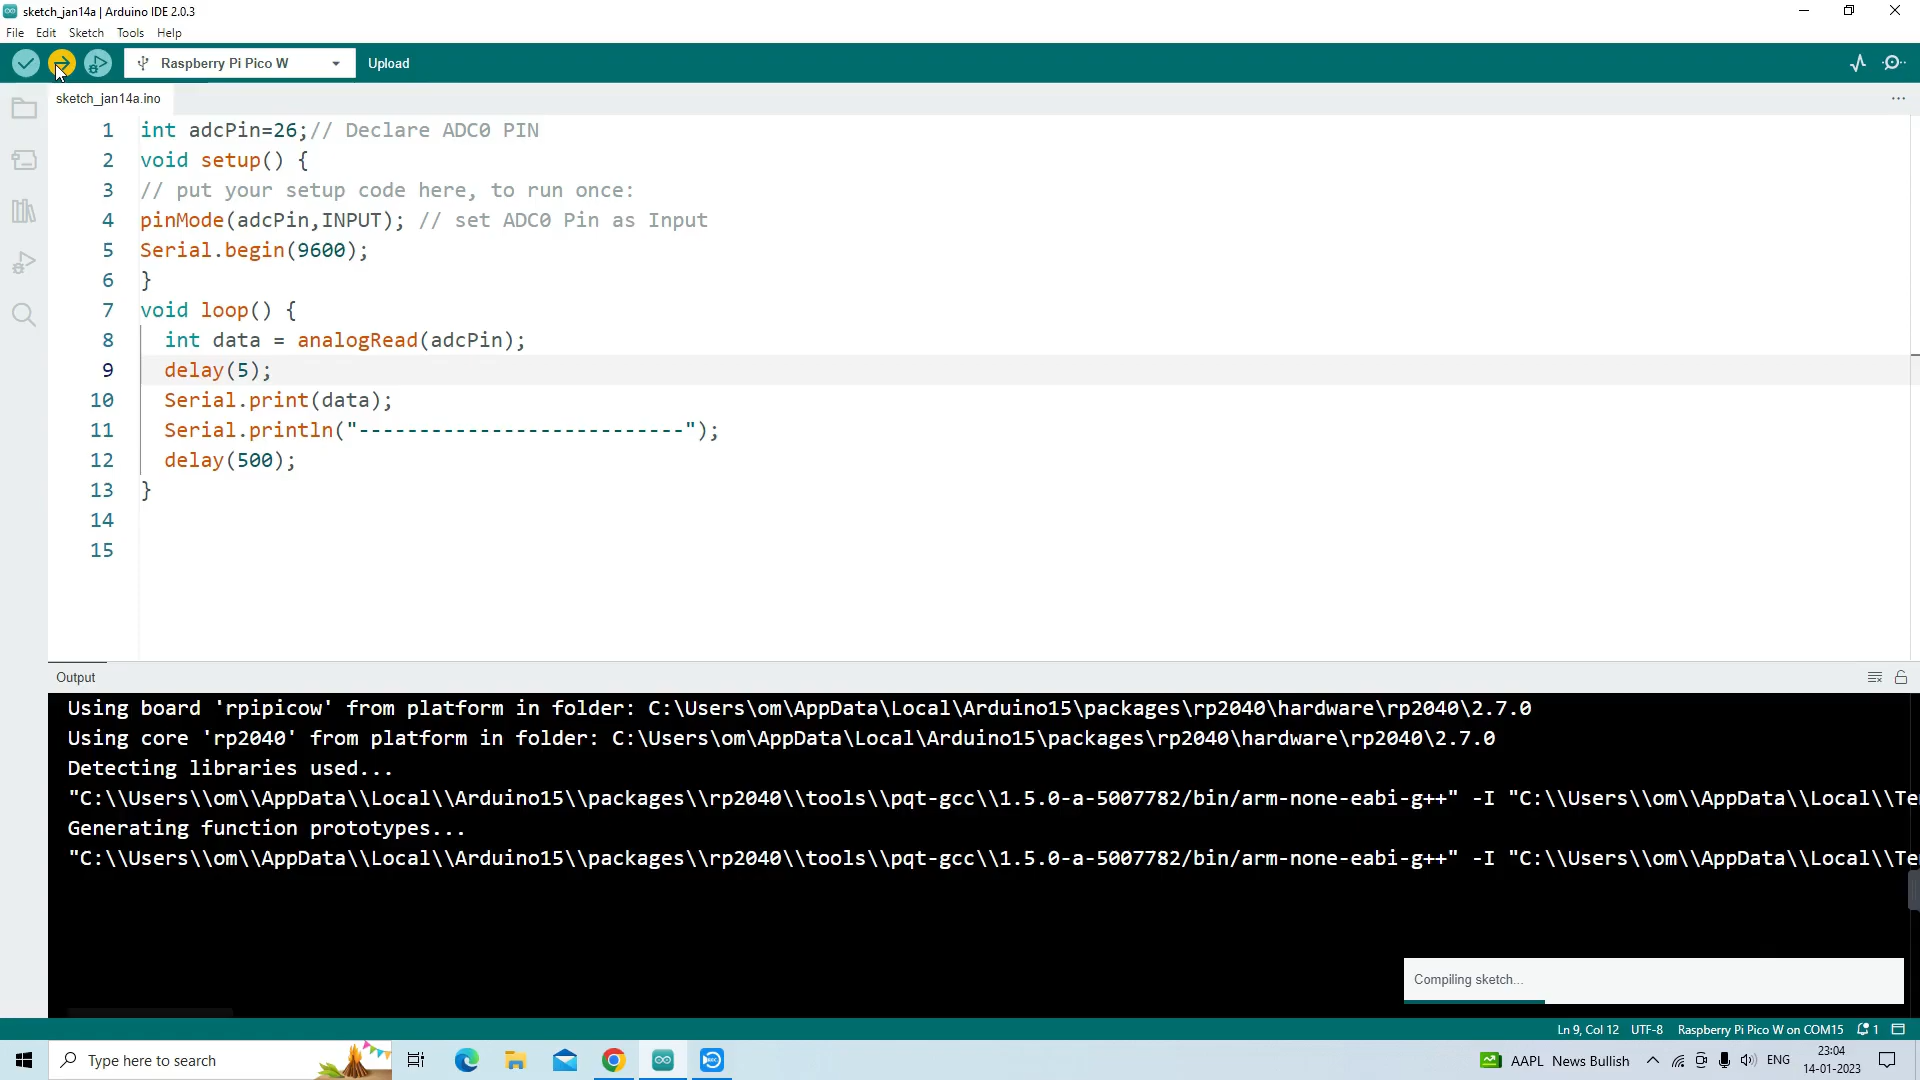 sketch_jan14a | Arduino IDE 2.0.3
File Edit Sketch Tools Help
Raspberry Pi Pico W Upload
sketch_jan14a.ino
1 int adcPin=26;// Declare ADC0 PIN
2 void setup() {
3 // put your setup code here, to run once:
4 pinMode(adcPin,INPUT); // set ADC0 Pin as Input
5 Serial.begin(9600);
6 }
7 void loop() {
8 int data = analogRead(adcPin);
9 delay(5);
10 Serial.print(data);
11 Serial.println("---------------------------");
12 delay(500);
13 }
14
15
Output
Using board 'rpipicow' from platform in folder: C:\Users\om\AppData\Local\Arduino15\packages\rp2040\hardware\rp2040\2.7.0
Using core 'rp2040' from platform in folder: C:\Users\om\AppData\Local\Arduino15\packages\rp2040\hardware\rp2040\2.7.0
Detecting libraries used...
"C:\\Users\\om\\AppData\\Local\\Arduino15\\packages\\rp2040\\tools\\pqt-gcc\\1.5.0-a-5007782/bin/arm-none-eabi-g++" -I "C:\\Users\\om\\AppData\\Local\\Te
Generating function prototypes...
"C:\\Users\\om\\AppData\\Local\\Arduino15\\packages\\rp2040\\tools\\pqt-gcc\\1.5.0-a-5007782/bin/arm-none-eabi-g++" -I "C:\\Users\\om\\AppData\\Local\\Te
Compiling sketch...
Ln 9, Col 12 UTF-8 Raspberry Pi Pico W on COM15 1
Type here to search AAPL News Bullish ENG 23:04
14-01-2023